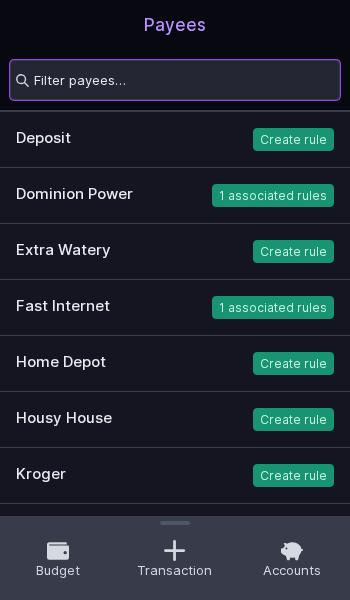 Payees
Filter payees...
Deposit
Create rule
Dominion Power
1 associated rules
Extra Watery
Create rule
Fast Internet
1 associated rules
Home Depot
Create rule
Housy House
Create rule
Kroger
Create rule
Budget
Transaction
Accounts